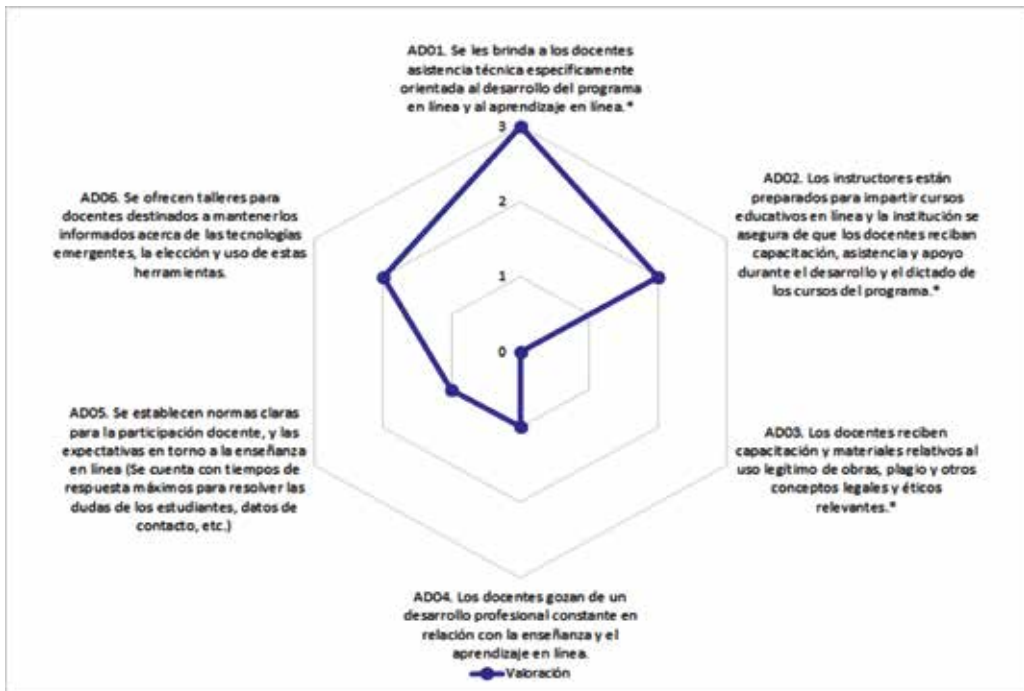 AD01. Se les brinda a los docentes
asistencia técnica específicamente
orientada al desarrollo del programa
en línea y al aprendizaje en línea.*
3
2
1
0
AD02. Los instructores están
preparados para impartir cursos
educativos en línea y la institución se
asegura de que los docentes reciban
capacitación, asistencia y apoyo
durante el desarrollo y el dictado de
los cursos del programa.*
AD03. Los docentes reciben
capacitación y materiales relativos al
uso legítimo de obras, plagio y otros
conceptos legales y éticos
relevantes.*
AD04. Los docentes gozan de un
desarrollo profesional constante en
relación con la enseñanza y el
aprendizaje en línea.
AD05. Se establecen normas claras
para la participación docente, y las
expectativas en torno a la enseñanza
en línea (Se cuenta con tiempos de
respuesta máximos para resolver las
dudas de los estudiantes, datos de
contacto, etc.)
AD06. Se ofrecen talleres para
docentes destinados a mantenerlos
informados acerca de las tecnologías
emergentes, la elección y uso de estas
herramientas.
Valoración